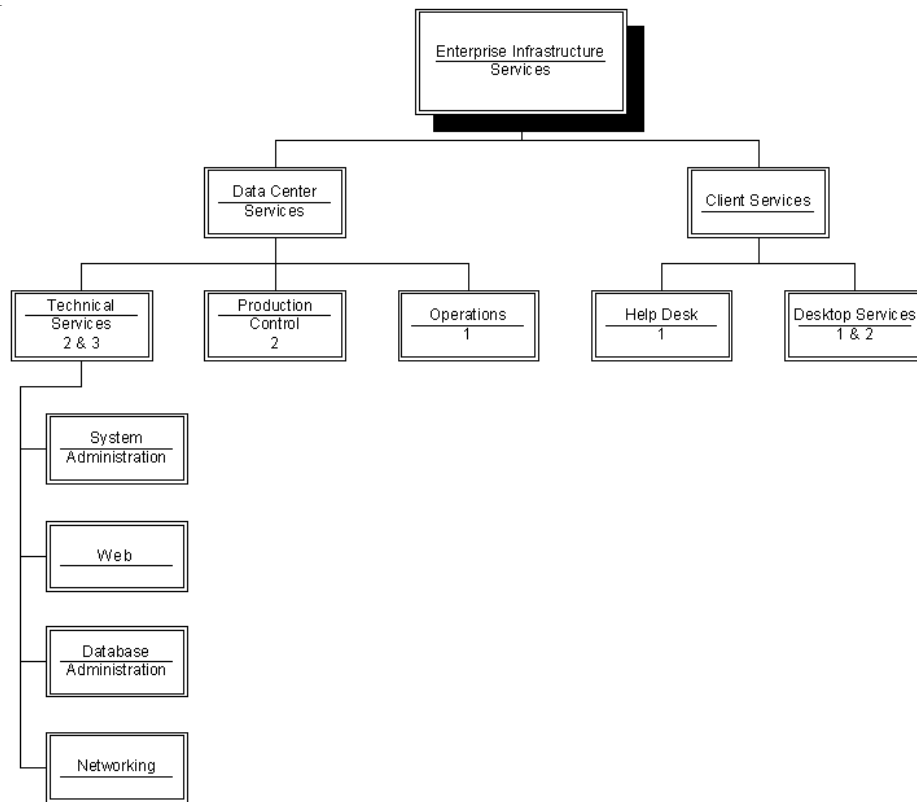 Enterprise Infrastructure
Services
Data Center
Services
Client Services
Technical
Services
2 & 3
Production
Control
2
Operations
1
Help Desk
1
Desktop Services
1 & 2
System
Administration
Web
Database
Administration
Networking